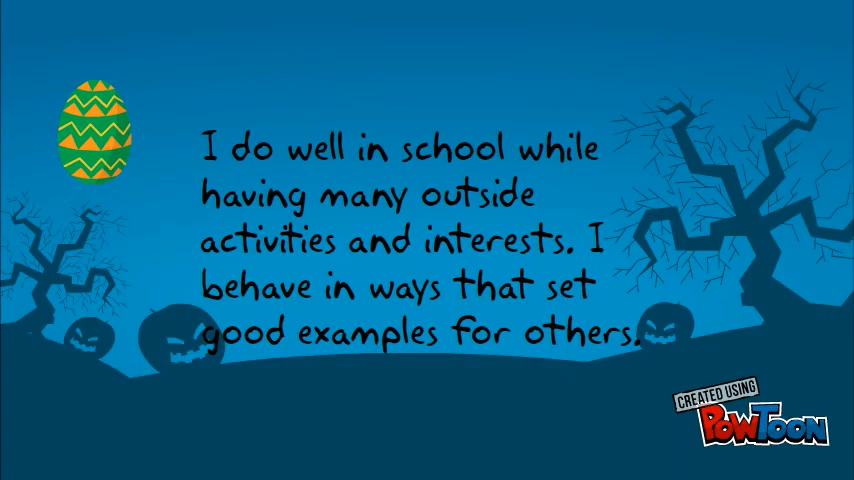 I do well in school while
having many outside
activities and interests. I
behave in ways that set
good examples for others.
CREATED USING
POWTOON